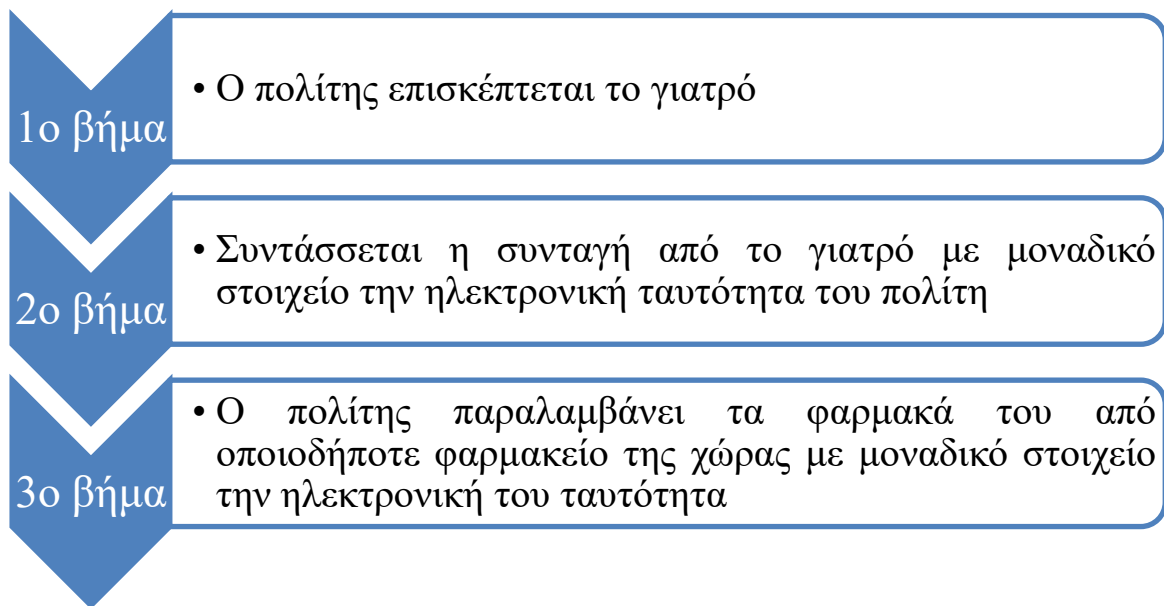 1ο βήμα
• Ο πολίτης επισκέπτεται το γιατρό
2ο βήμα
• Συντάσσεται η συνταγή από το γιατρό με μοναδικό
στοιχείο την ηλεκτρονική ταυτότητα του πολίτη
3ο βήμα
• Ο πολίτης παραλαμβάνει τα φαρμακά του από
οποιοδήποτε φαρμακείο της χώρας με μοναδικό στοιχείο
την ηλεκτρονική του ταυτότητα